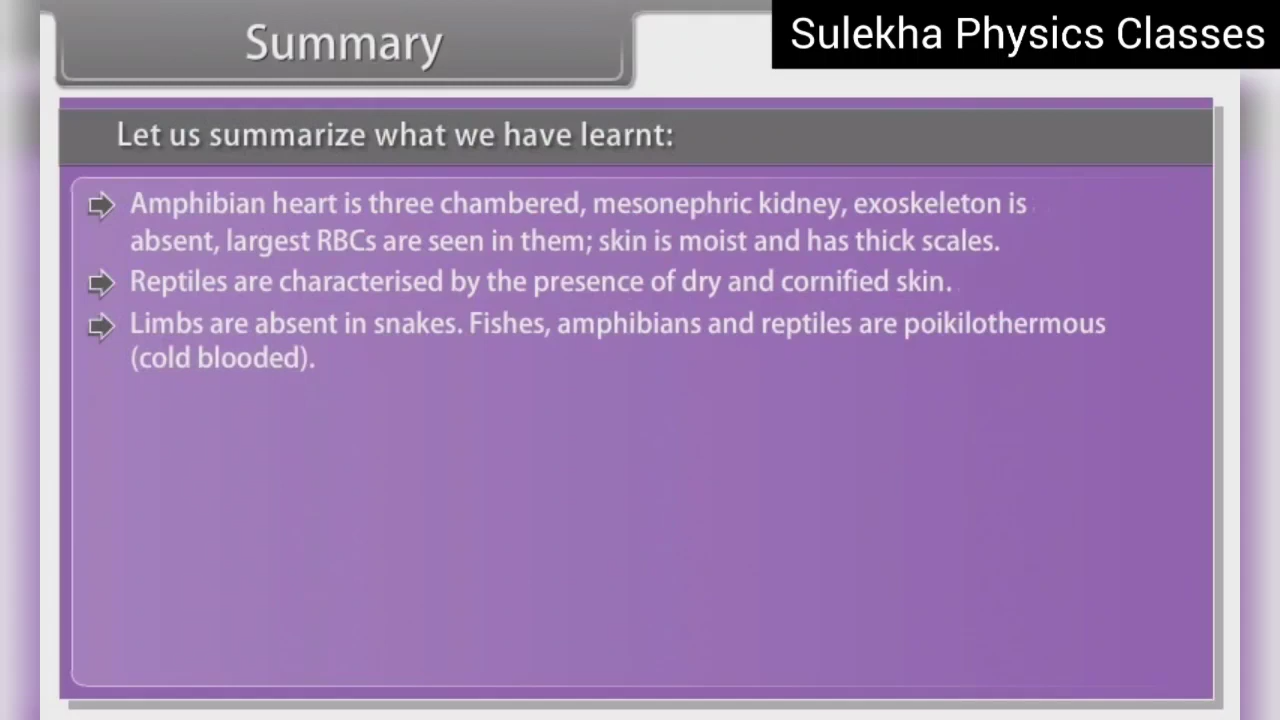 Summary
Sulekha Physics Classes
Let us summarize what we have learnt:
Amphibian heart is three chambered, mesonephric kidney, exoskeleton is
absent, largest RBCs are seen in them; skin is moist and has thick scales.
Reptiles are characterised by the presence of dry and cornified skin.
Limbs are absent in snakes. Fishes, amphibians and reptiles are poikilothermous
(cold blooded).